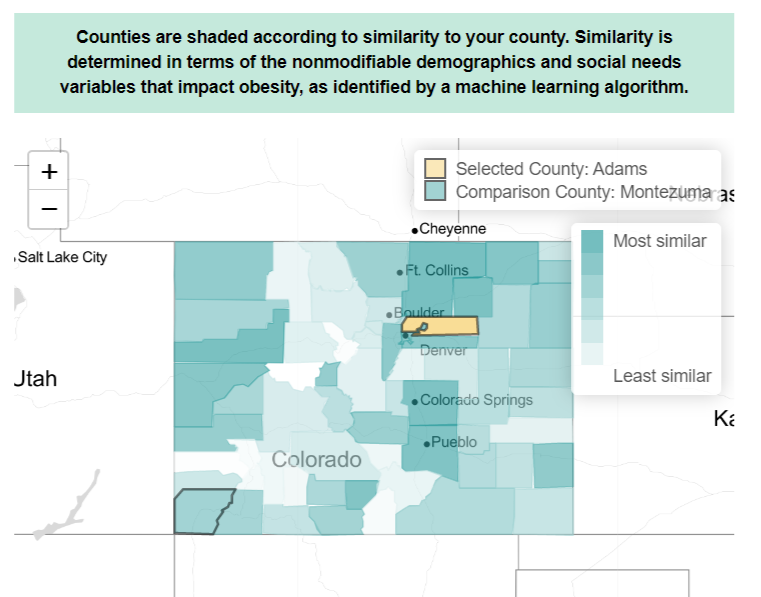 Counties are shaded according to similarity to your county. Similarity is
determined in terms of the nonmodifiable demographics and social needs
variables that impact obesity, as identified by a machine learning algorithm.
+
−
Selected County: Adams
Comparison County: Montezuma
Nebras
Cheyenne
Salt Lake City
Most similar
Ft. Collins
Boulder
Denver
Utah
Least similar
Colorado Springs
Ka
Pueblo
Colorado